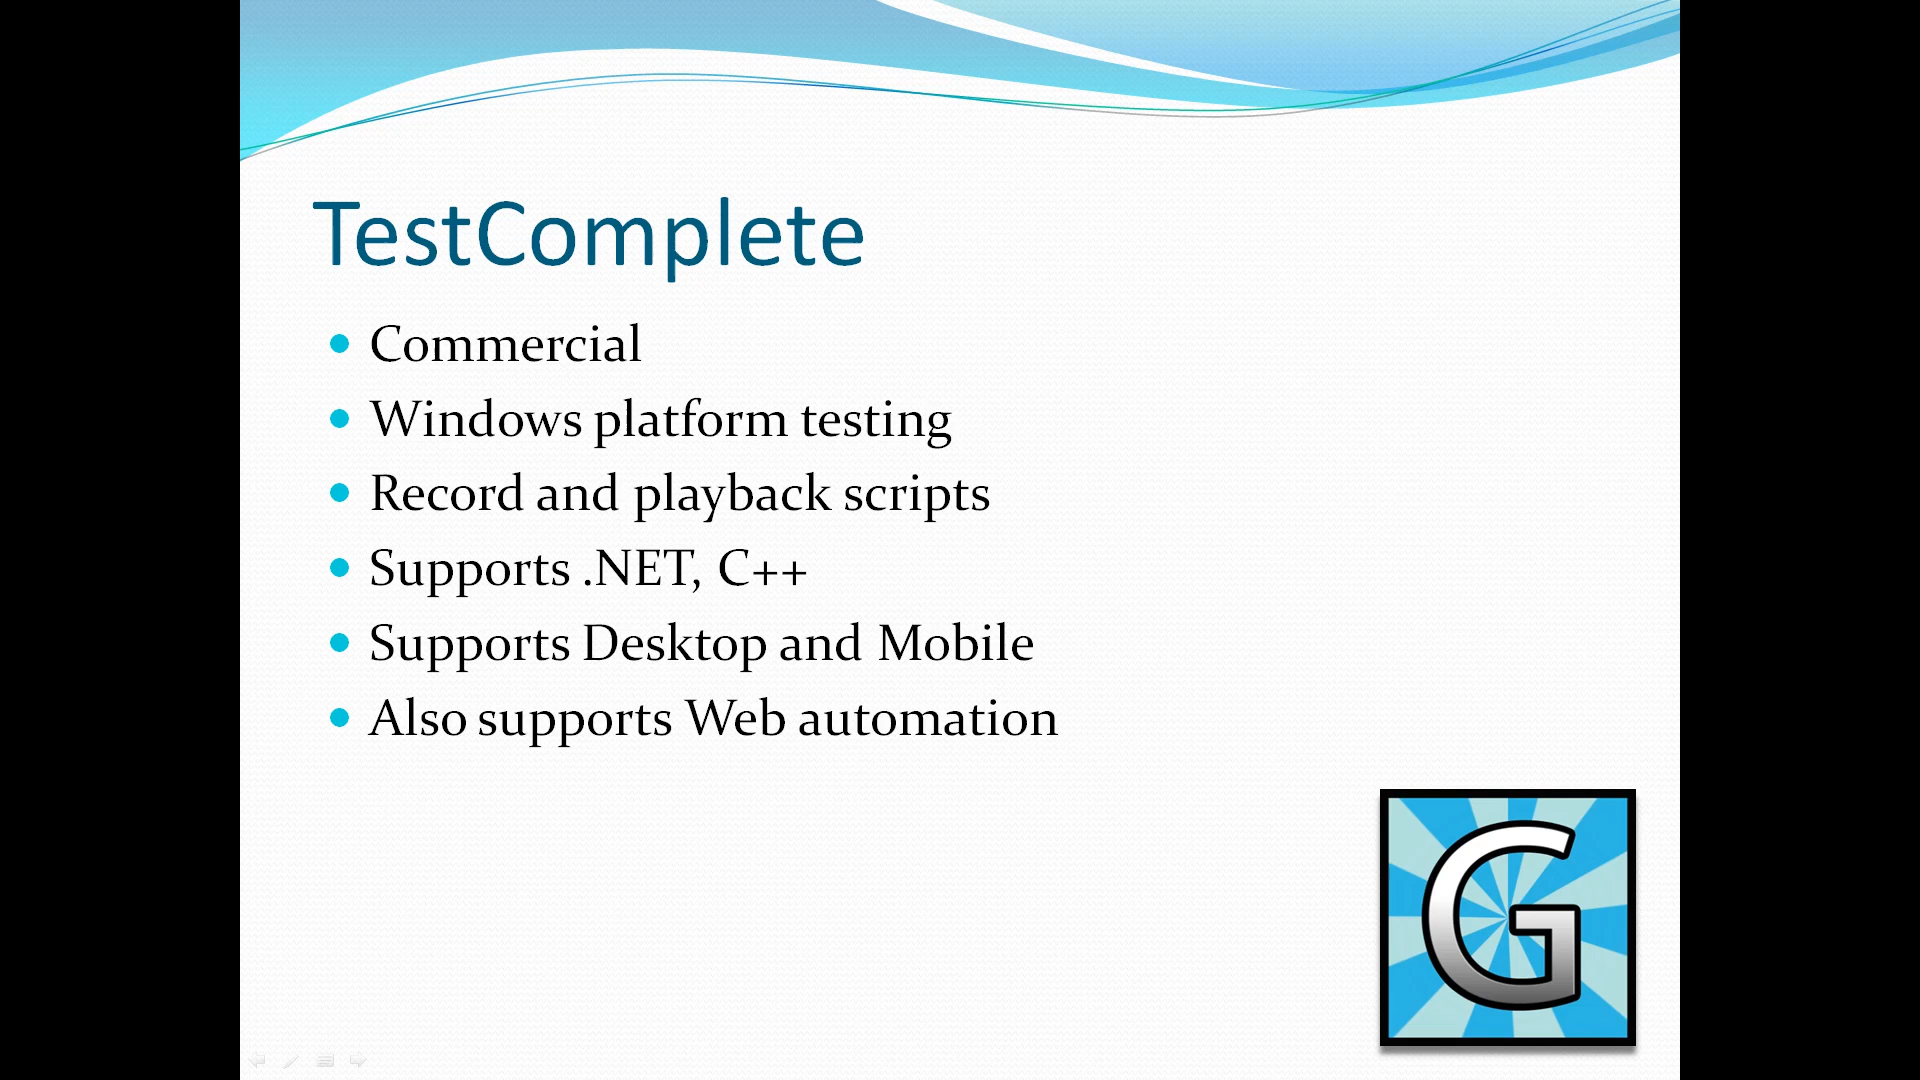 TestComplete
Commercial
Windows platform testing
Record and playback scripts
Supports .NET, C++
Supports Desktop and Mobile
Also supports Web automation
G